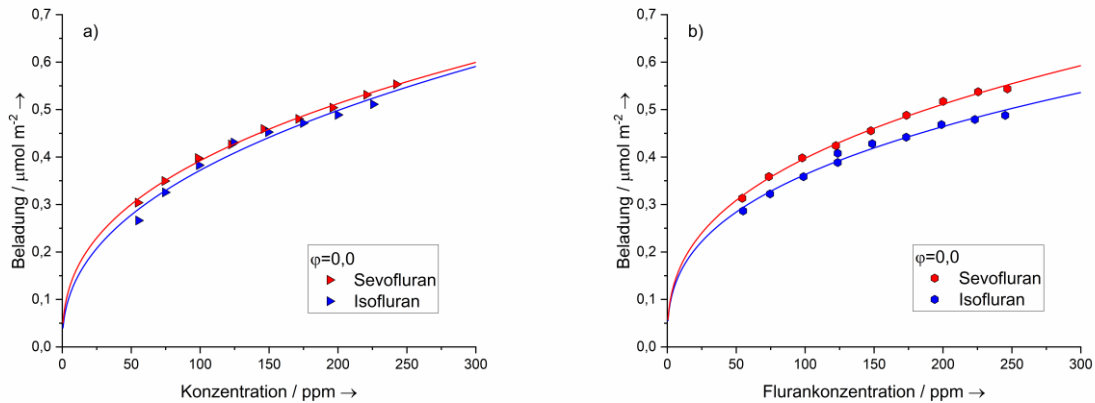 a)
0,7
0,6
0,5
0,4
0,3
0,2
0,1
0,0
Beladung / μmol m⁻² →
φ=0,0
Sevofluran
Isofluran
0 50 100 150 200 250 300
Konzentration / ppm →
b)
0,7
0,6
0,5
0,4
0,3
0,2
0,1
0,0
Beladung / μmol m⁻² →
φ=0,0
Sevofluran
Isofluran
0 50 100 150 200 250 300
Flurankonzentration / ppm →